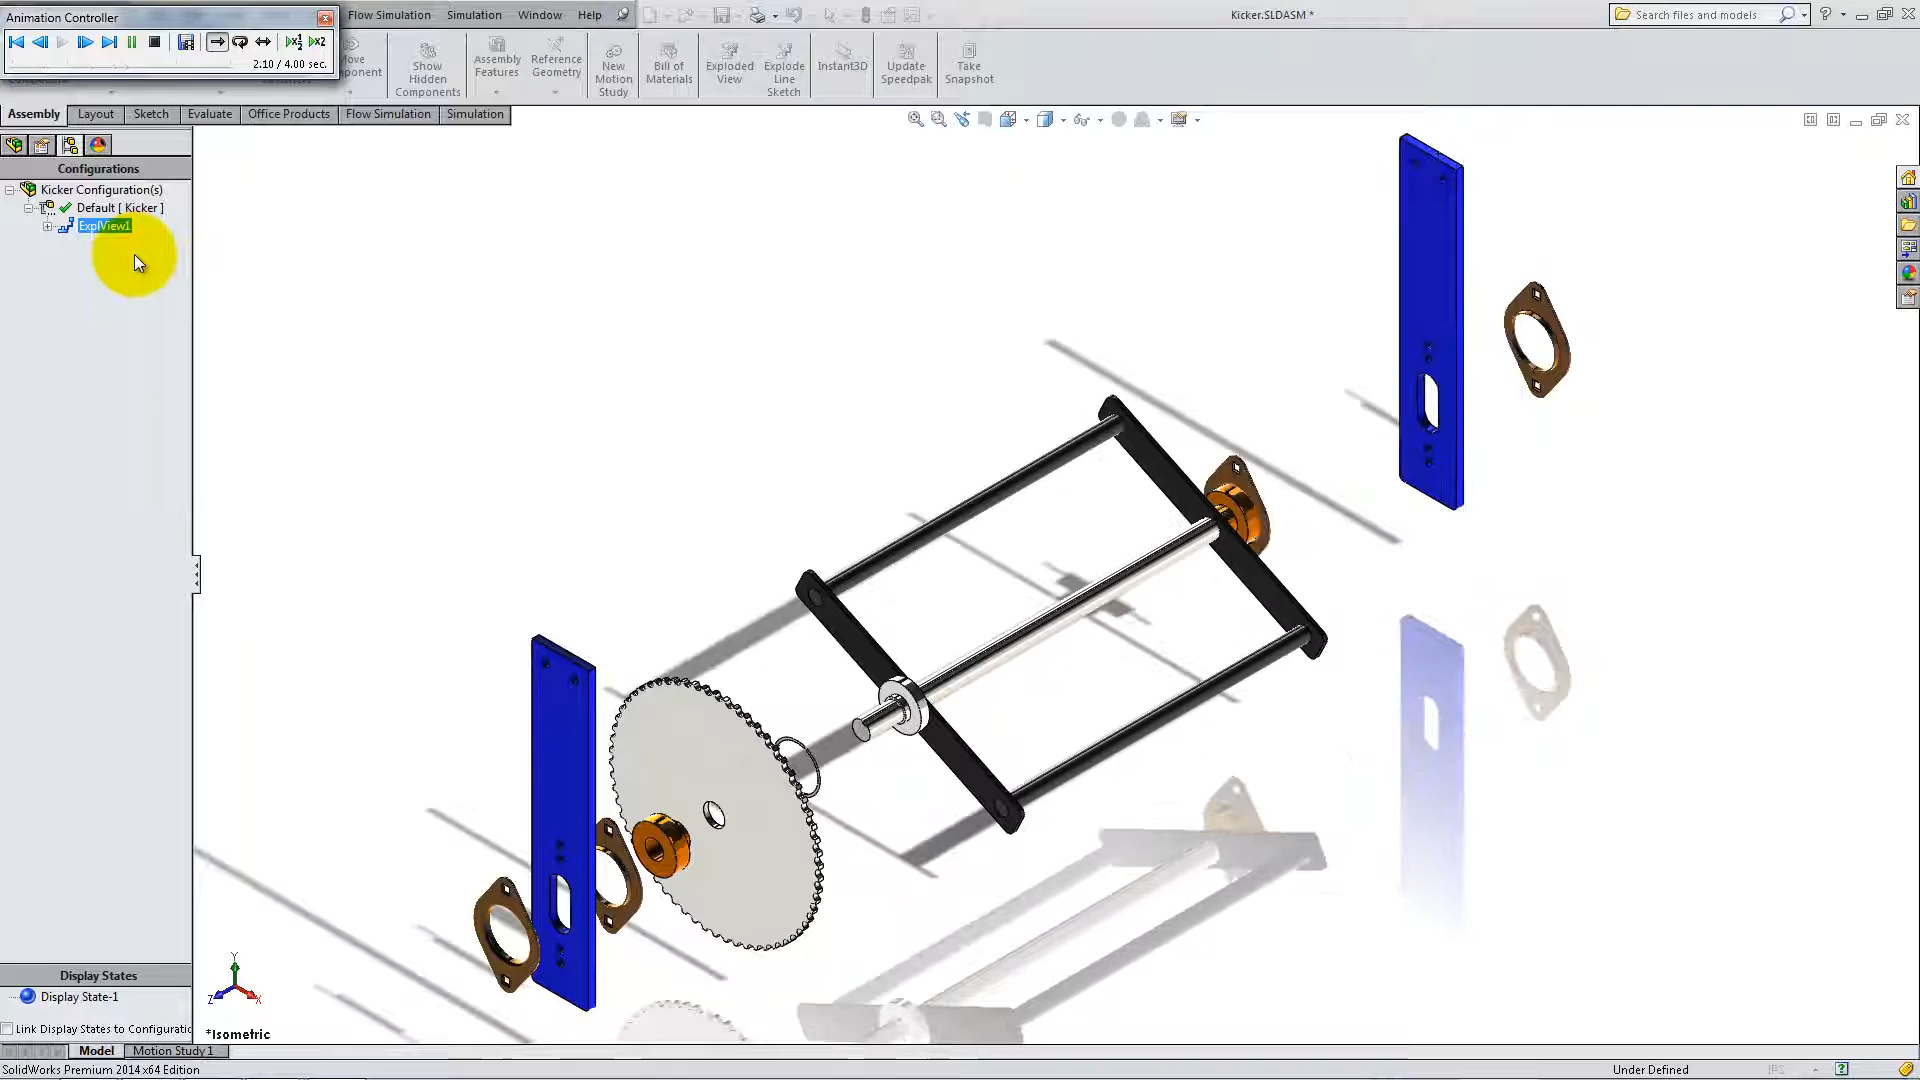 Animation Controller
2.10 / 4.00 sec.
Flow Simulation Simulation Window Help
Kicker.SLDASM *
Search files and models
Show Hidden Components
Assembly Features
Reference Geometry
New Motion Study
Bill of Materials
Exploded View
Explode Line Sketch
Instant3D
Update Speedpak
Take Snapshot
Assembly Layout Sketch Evaluate Office Products Flow Simulation Simulation
Configurations
Kicker Configuration(s)
Default [ Kicker ]
ExplView1
Y
Z X
*Isometric
Display States
Display State-1
Link Display States to Configuratio
Model Motion Study 1
SolidWorks Premium 2014 x64 Edition
Under Defined
IPS